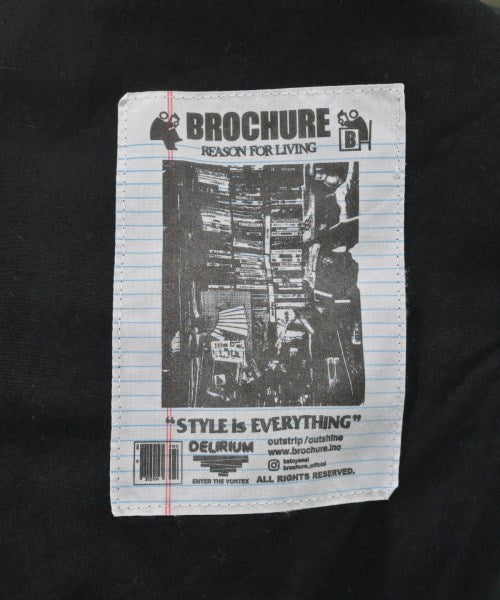 BROCHURE
B
REASON FOR LIVING
"STYLE is EVERYTHING"
DELIRIUM
ENTER THE VORTEX
outstrip/outshine
www.brochure.inc
katoyasei
brochure_official
ALL RIGHTS RESERVED.